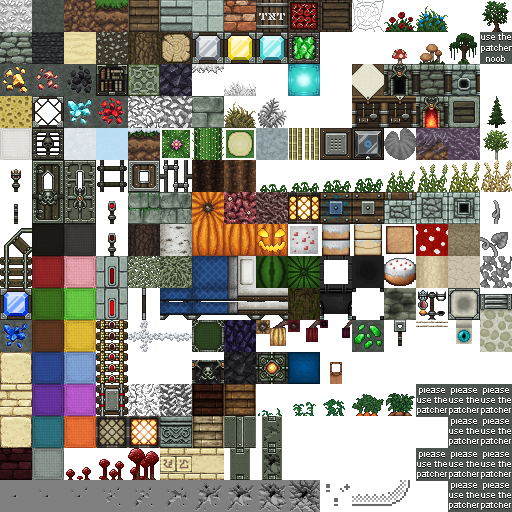 use the
patcher
noob
please please please
use the use the use the
patcher patcher patcher
please please
use the use the
patcher patcher
please please please
use the use the use the
patcher patcher patcher
please please
use the use the
patcher patcher